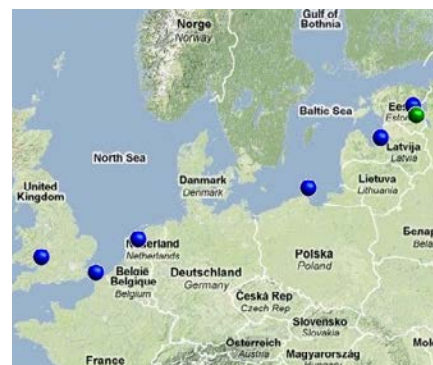 Norge
Norway
Gulf of
Bothnia
Baltic Sea
Eesti
Estonia
North Sea
Latvija
Latvia
Danmark
Denmark
Lietuva
Lithuania
United
Kingdom
Nederland
Netherlands
België
Belgique
Belgium
Deutschland
Germany
Polska
Poland
Česká Rep
Czech Rep
Slovensko
Slovakia
Österreich
Austria
Magyarország
France